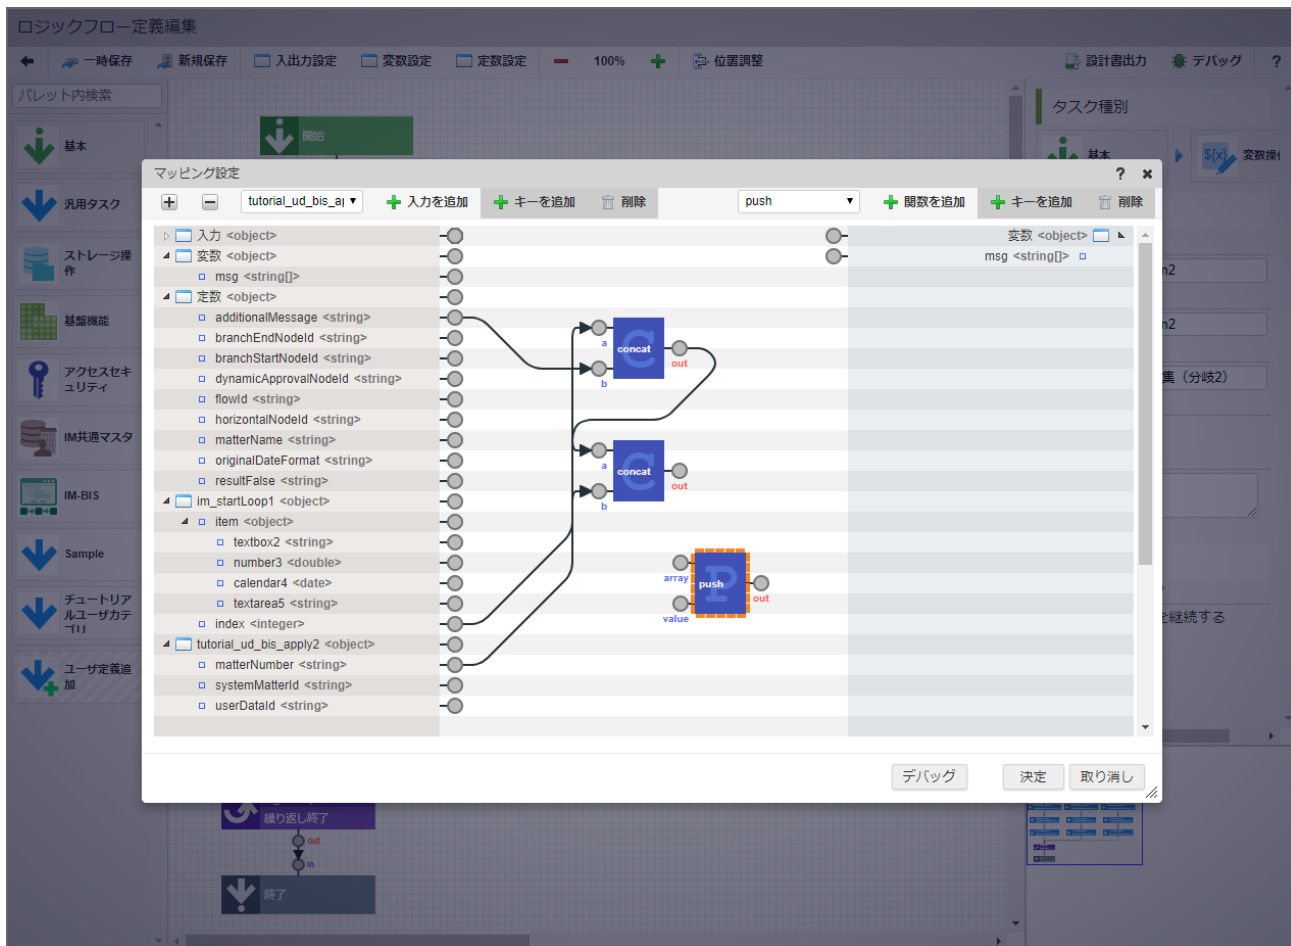 ロジックフロー定義編集
一時保存 新規保存 入出力設定 変数設定 定数設定 100% 位置調整 設計書出力 デバッグ ?
パレット内検索
基本
汎用タスク
ストレージ操作
基盤機能
アクセスセキュリティ
IM共通マスタ
IM-BIS
Sample
チュートリアルユーザカテゴリ
ユーザ定義追加
開始
タスク種別
基本 ${x} 変数操作
マッピング設定 ?
tutorial_ud_bis_a 入力を追加 キーを追加 削除 push 関数を追加 キーを追加 削除
入力 <object>
変数 <object>
msg <string[]>
定数 <object>
additionalMessage <string>
branchEndNodeId <string>
branchStartNodeId <string>
dynamicApprovalNodeId <string>
flowId <string>
horizontalNodeId <string>
matterName <string>
originalDateFormat <string>
resultFalse <string>
im_startLoop1 <object>
item <object>
textbox2 <string>
number3 <double>
calendar4 <date>
textarea5 <string>
index <integer>
tutorial_ud_bis_apply2 <object>
matterNumber <string>
systemMatterId <string>
userDataId <string>
C
concat
a
b
out
C
concat
a
b
out
P
push
array
value
out
変数 <object>
msg <string[]>
n2
n2
集（分岐2）
を継続する
デバッグ 決定 取り消し
繰り返し終了
out
in
終了